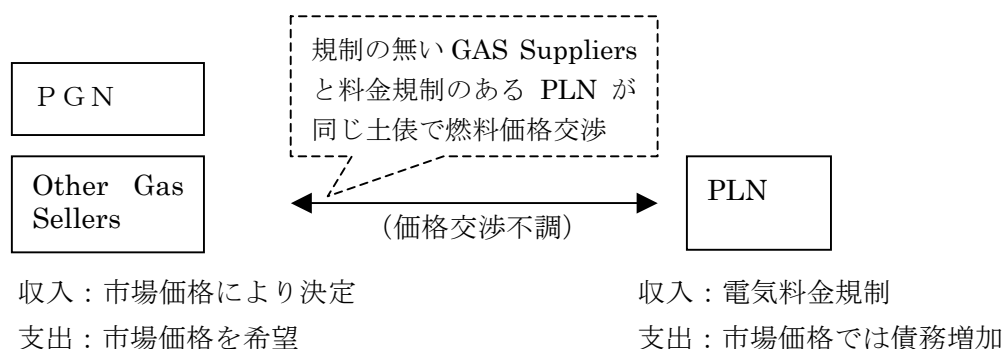 規制の無い GAS Suppliers
と料金規制のある PLN が
同じ土俵で燃料価格交渉
ＰＧＮ
Other Gas
Sellers
PLN
（価格交渉不調）
収入：市場価格により決定
支出：市場価格を希望
収入：電気料金規制
支出：市場価格では債務増加